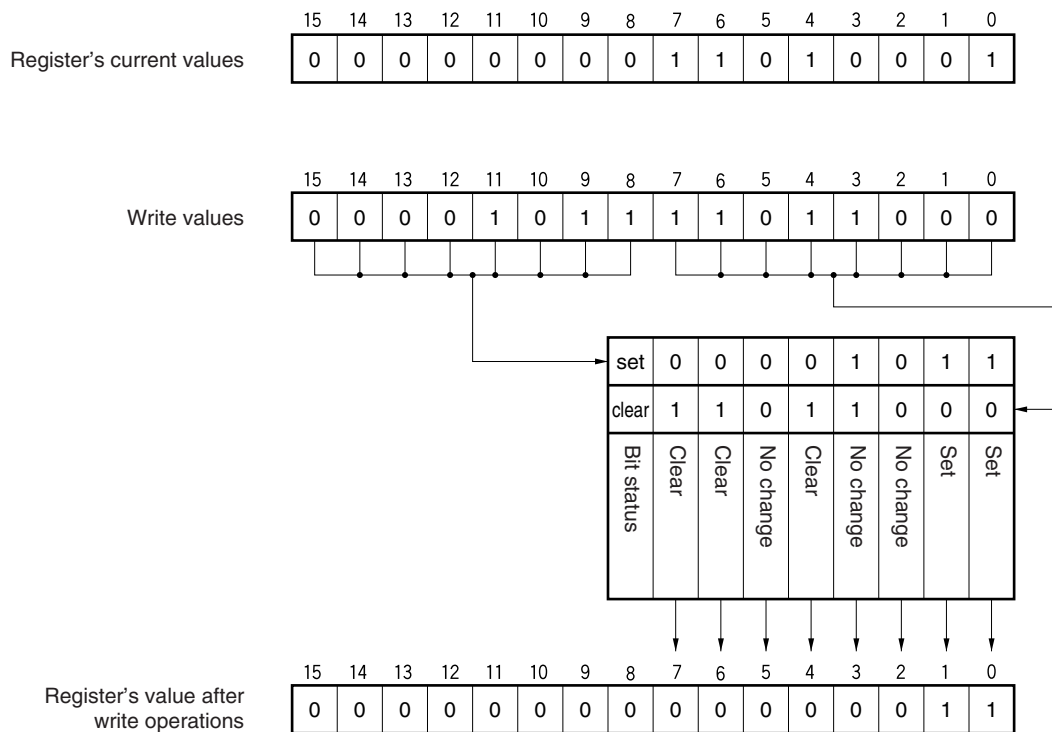 15 14 13 12 11 10 9 8 7 6 5 4 3 2 1 0
Register's current values 0 0 0 0 0 0 0 0 1 1 0 1 0 0 0 1
15 14 13 12 11 10 9 8 7 6 5 4 3 2 1 0
Write values 0 0 0 0 1 0 1 1 1 1 0 1 1 0 0 0
set 0 0 0 0 1 0 1 1
clear 1 1 0 1 1 0 0 0
Bit status
Clear
Clear
No change
Clear
No change
No change
Set
Set
15 14 13 12 11 10 9 8 7 6 5 4 3 2 1 0
Register's value after
write operations
0 0 0 0 0 0 0 0 0 0 0 0 0 0 1 1